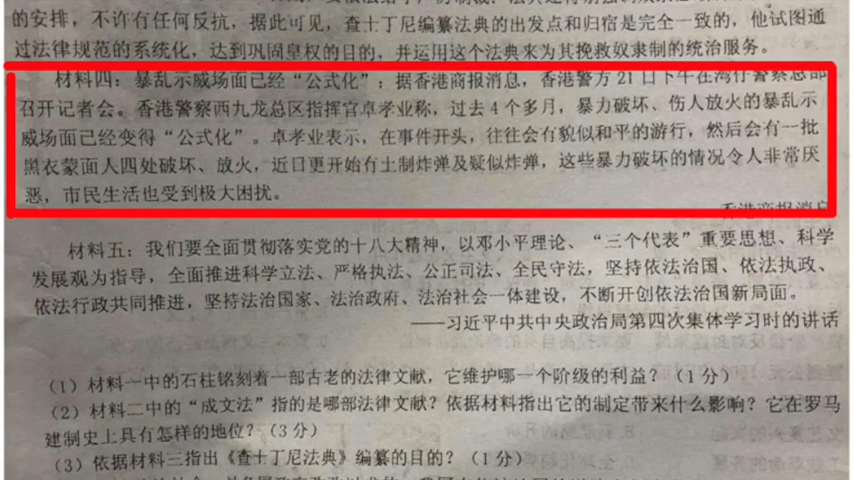 的安排，不许有任何反抗，据此可见，查士丁尼编纂法典的出发点和归宿是完全一致的，他试图通
过法律规范的系统化，达到巩固皇权的目的，并运用这个法典来为其挽救奴隶制的统治服务。
材料四：暴乱示威场面已经“公式化”：据香港商报消息，香港警方21日下午在湾仔警察总部
召开记者会。香港警察西九龙总区指挥官卓孝业称，过去4个多月，暴力破坏、伤人放火的暴乱示
威场面已经变得“公式化”。卓孝业表示，在事件开头，往往会有貌似和平的游行，然后会有一批
黑衣蒙面人四处破坏、放火，近日更开始有土制炸弹及疑似炸弹，这些暴力破坏的情况令人非常厌
恶，市民生活也受到极大困扰。
香港商报消息
材料五：我们要全面贯彻落实党的十八大精神，以邓小平理论、“三个代表”重要思想、科学
发展观为指导，全面推进科学立法、严格执法、公正司法、全民守法，坚持依法治国、依法执政、
依法行政共同推进，坚持法治国家、法治政府、法治社会一体建设，不断开创依法治国新局面。
——习近平中共中央政治局第四次集体学习时的讲话
（1）材料一中的石柱铭刻着一部古老的法律文献，它维护哪一个阶级的利益？（1分）
（2）材料二中的“成文法”指的是哪部法律文献？依据材料指出它的制定带来什么影响？它在罗马
建制史上具有怎样的地位？（3分）
（3）依据材料三指出《查士丁尼法典》编纂的目的？（1分）